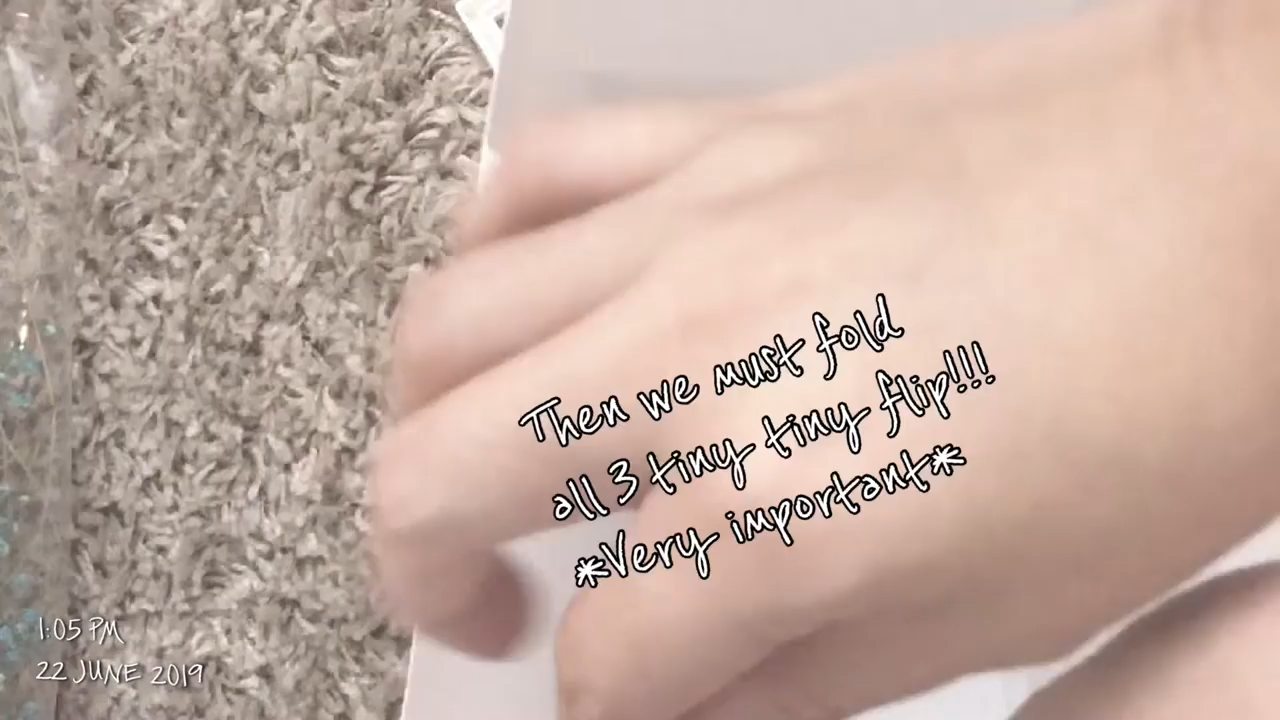 Then we must fold
all 3 tiny tiny flip!!!
*Very important*
1:05 PM
22 JUNE 2019